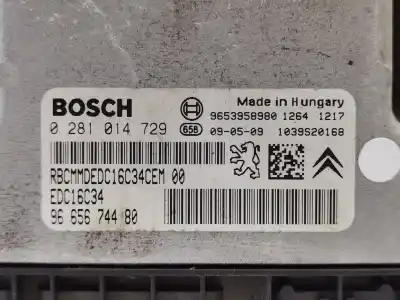 BOSCH
Made in Hungary
9653958980 1264 1217
0 281 014 729
658 09-05-09 1039S20168
RBCMMDEDC16C34CEM 00
EDC16C34
96 656 744 80